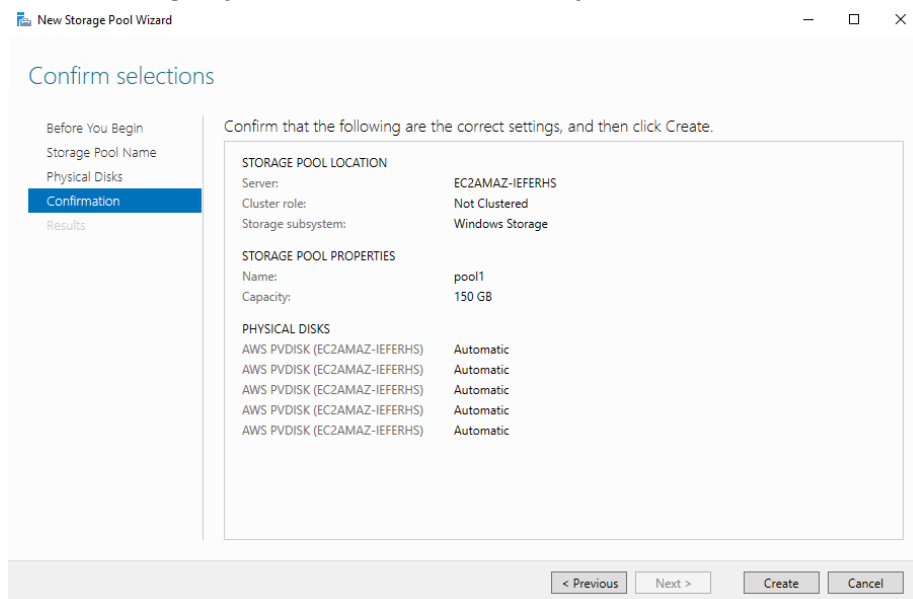 New Storage Pool Wizard
Confirm selections
Before You Begin
Storage Pool Name
Physical Disks
Confirmation
Results
Confirm that the following are the correct settings, and then click Create.
STORAGE POOL LOCATION
Server: EC2AMAZ-IEFERHS
Cluster role: Not Clustered
Storage subsystem: Windows Storage
STORAGE POOL PROPERTIES
Name: pool1
Capacity: 150 GB
PHYSICAL DISKS
AWS PVDISK (EC2AMAZ-IEFERHS) Automatic
AWS PVDISK (EC2AMAZ-IEFERHS) Automatic
AWS PVDISK (EC2AMAZ-IEFERHS) Automatic
AWS PVDISK (EC2AMAZ-IEFERHS) Automatic
AWS PVDISK (EC2AMAZ-IEFERHS) Automatic
< Previous Next > Create Cancel